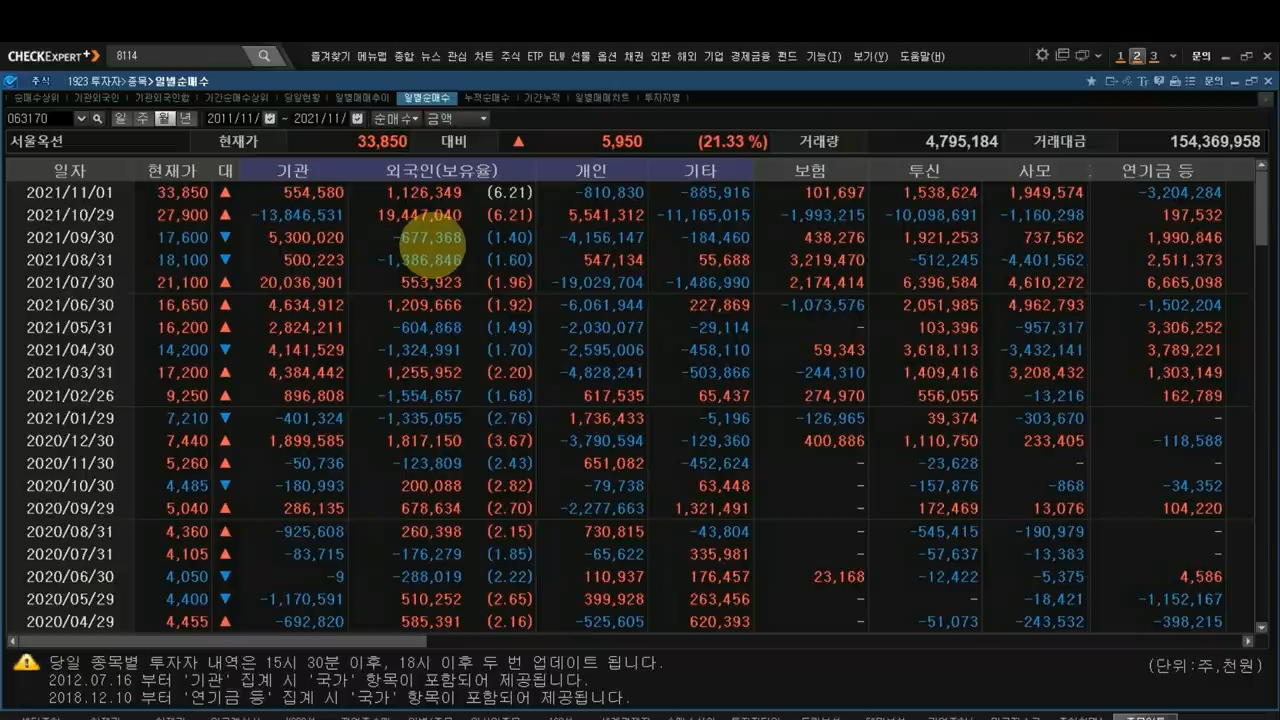 CHECKEXPERT+ 8114 즐겨찾기 메뉴맵 종합 뉴스 관심 차트 주식 ETP ELW 선물 옵션 채권 외환 해외 기업 경제금융 펀드 기능(I) 보기(V) 도움말(H) 1 2 3 문의
주식 1923 투자자>종목>일별순매수 문의
순매수상위 기관외국인 기관외국인합 기간순매수상위 당일현황 일별매매추이 일별순매수 누적순매수 기간누적 일별매매차트 투자자별
063170 일 주 월 년 2011/11/ ~ 2021/11/ 순매수 금액
서울옥션 현재가 33,850 대비 ▲ 5,950 (21.33 %) 거래량 4,795,184 거래대금 154,369,958
일자 현재가 대 기관 외국인(보유율) 개인 기타 보험 투신 사모 연기금 등
2021/11/01 33,850 ▲ 554,580 1,126,349 (6.21) -810,830 -885,916 101,697 1,538,624 1,949,574 -3,204,284
2021/10/29 27,900 ▲ -13,846,531 19,447,040 (6.21) 5,541,312 -11,165,015 -1,993,215 -10,098,691 -1,160,298 197,532
2021/09/30 17,600 ▼ 5,300,020 -677,368 (1.40) -4,156,147 -184,460 438,276 1,921,253 737,562 1,990,846
2021/08/31 18,100 ▼ 500,223 -1,386,846 (1.60) 547,134 55,688 3,219,470 -512,245 -4,401,562 2,511,373
2021/07/30 21,100 ▲ 20,036,901 553,923 (1.96) -19,029,704 -1,486,990 2,174,414 6,396,584 4,610,272 6,665,098
2021/06/30 16,650 ▲ 4,634,912 1,209,666 (1.92) -6,061,944 227,869 -1,073,576 2,051,985 4,962,793 -1,502,204
2021/05/31 16,200 ▲ 2,824,211 -604,868 (1.49) -2,030,077 -29,114 - 103,396 -957,317 3,306,252
2021/04/30 14,200 ▼ 4,141,529 -1,324,991 (1.70) -2,595,006 -458,110 59,343 3,618,113 -3,432,141 3,789,221
2021/03/31 17,200 ▲ 4,384,442 1,255,952 (2.20) -4,828,241 -503,866 -244,310 1,409,416 3,208,432 1,303,149
2021/02/26 9,250 ▲ 896,808 -1,554,657 (1.68) 617,535 65,437 274,970 556,055 -13,216 162,789
2021/01/29 7,210 ▼ -401,324 -1,335,055 (2.76) 1,736,433 -5,196 -126,965 39,374 -303,670 -
2020/12/30 7,440 ▲ 1,899,585 1,817,150 (3.67) -3,790,594 -129,360 400,886 1,110,750 233,405 -118,588
2020/11/30 5,260 ▲ -50,736 -123,809 (2.43) 651,082 -452,624 - -23,628 - -
2020/10/30 4,485 ▼ -180,993 200,088 (2.82) -79,738 63,448 - -157,876 -868 -34,352
2020/09/29 5,040 ▲ 286,135 678,634 (2.70) -2,277,663 1,321,491 - 172,469 13,076 104,220
2020/08/31 4,360 ▲ -925,608 260,398 (2.15) 730,815 -43,804 - -545,415 -190,979 -
2020/07/31 4,105 ▲ -83,715 -176,279 (1.85) -65,622 335,981 - -57,637 -13,383 -
2020/06/30 4,050 ▼ -9 -288,019 (2.22) 110,937 176,457 23,168 -12,422 -5,375 4,586
2020/05/29 4,400 ▼ -1,170,591 510,252 (2.65) 399,928 263,456 - - -18,421 -1,152,167
2020/04/29 4,455 ▲ -692,820 585,391 (2.16) -525,605 620,393 - -51,073 -243,532 -398,215
당일 종목별 투자자 내역은 15시 30분 이후, 18시 이후 두 번 업데이트 됩니다. (단위:주,천원)
2012.07.16 부터 '기관' 집계 시 '국가' 항목이 포함되어 제공됩니다.
2018.12.10 부터 '연기금 등' 집계 시 '국가' 항목이 포함되어 제공됩니다.